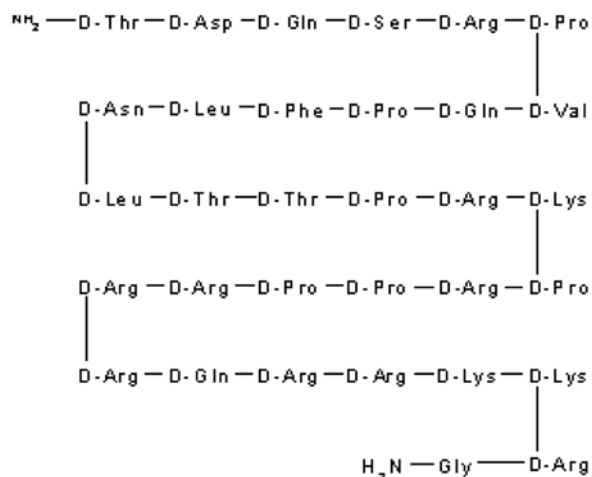 NH2 — D-Thr — D-Asp — D-Gln — D-Ser — D-Arg — D-Pro
D-Asn — D-Leu — D-Phe — D-Pro — D-Gln — D-Val
D-Leu — D-Thr — D-Thr — D-Pro — D-Arg — D-Lys
D-Arg — D-Arg — D-Pro — D-Pro — D-Arg — D-Pro
D-Arg — D-Gln — D-Arg — D-Arg — D-Lys — D-Lys
H2N — Gly — D-Arg